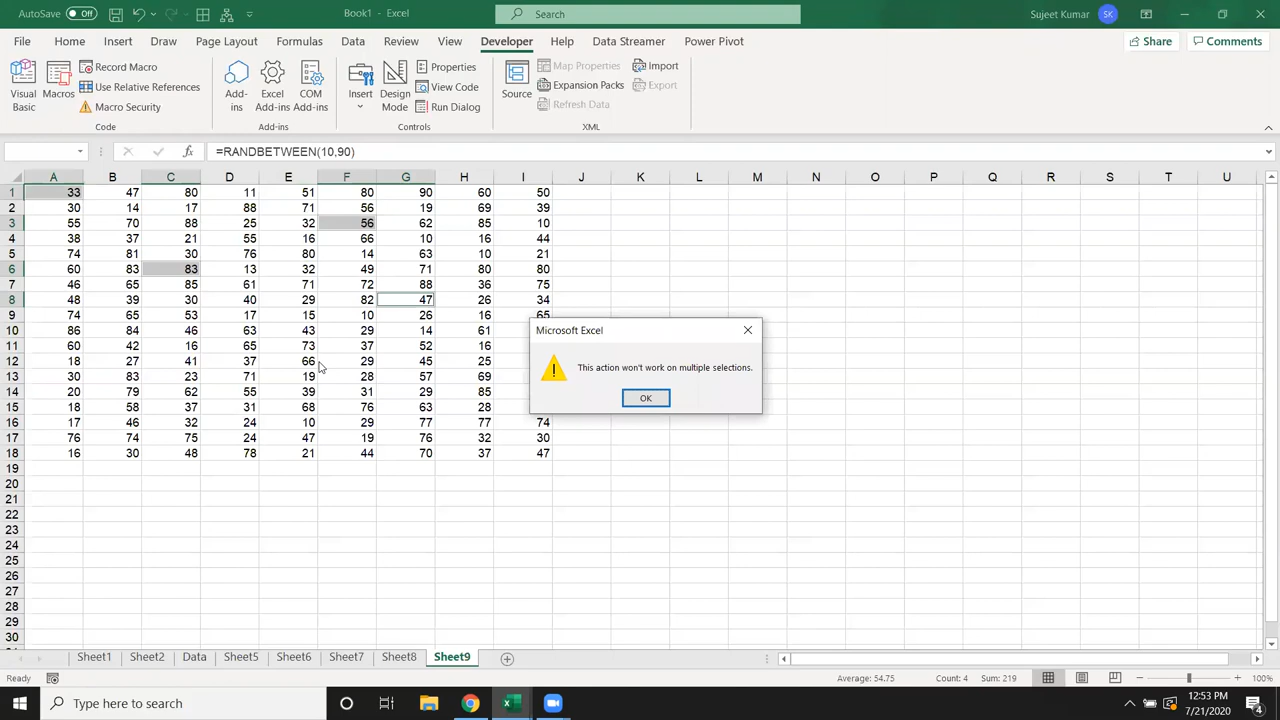 AutoSave Off Book1 - Excel Search Sujeet Kumar SK
File Home Insert Draw Page Layout Formulas Data Review View Developer Help Data Streamer Power Pivot Share Comments
Visual Basic Macros Record Macro Use Relative References Macro Security Code
Add-ins Excel Add-ins COM Add-ins Add-ins
Insert Design Mode Properties View Code Run Dialog Controls
Source Map Properties Expansion Packs Refresh Data Import Export XML
fx =RANDBETWEEN(10,90)
A B C D E F G H I J K L M N O P Q R S T U
1 33 47 80 11 51 80 90 60 50
2 30 14 17 88 71 56 19 69 39
3 55 70 88 25 32 56 62 85 10
4 38 37 21 55 16 66 10 16 44
5 74 81 30 76 80 14 63 10 21
6 60 83 83 13 32 49 71 80 80
7 46 65 85 61 71 72 88 36 75
8 48 39 30 40 29 82 47 26 34
9 74 65 53 17 15 10 26 16 65
10 86 84 46 63 43 29 14 61
11 60 42 16 65 73 37 52 16
12 18 27 41 37 66 29 45 25
13 30 83 23 71 19 28 57 69
14 20 79 62 55 39 31 29 85
15 18 58 37 31 68 76 63 28
16 17 46 32 24 10 29 77 77 74
17 76 74 75 24 47 19 76 32 30
18 16 30 48 78 21 44 70 37 47
19
20
21
22
23
24
25
26
27
28
29
30
Microsoft Excel
This action won't work on multiple selections.
OK
Sheet1 Sheet2 Data Sheet5 Sheet6 Sheet7 Sheet8 Sheet9
Average: 54.75 Count: 4 Sum: 219 100%
Type here to search 12:53 PM
7/21/2020 4